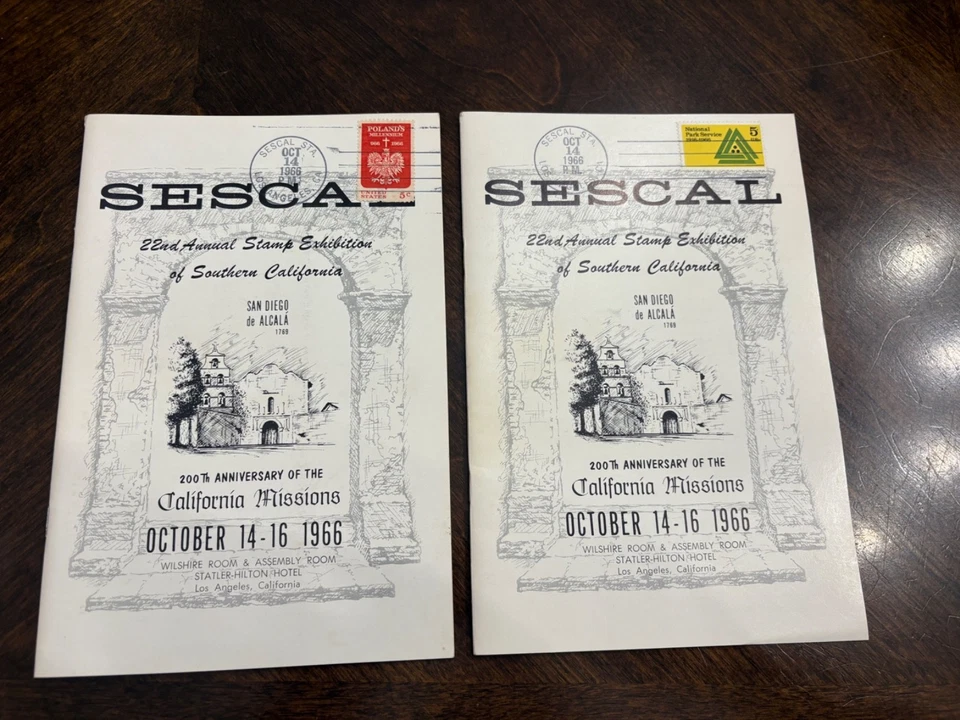 SESCAL STA.
OCT
14
1966
P.M.
LOS ANGELES, CA
POLAND'S
MILLENNIUM
966 1966
UNITED
STATES 5c
SESCAL
22nd Annual Stamp Exhibition
of Southern California
SAN DIEGO
de ALCALÁ
1769
200Th ANNIVERSARY OF THE
California Missions
OCTOBER 14-16 1966
WILSHIRE ROOM & ASSEMBLY ROOM
STATLER-HILTON HOTEL
Los Angeles, California
SESCAL STA.
OCT
14
1966
P.M.
National
Park Service
1916-1966
5
SESCAL
22nd Annual Stamp Exhibition
of Southern California
SAN DIEGO
de ALCALÁ
1769
200Th ANNIVERSARY OF THE
California Missions
OCTOBER 14-16 1966
WILSHIRE ROOM & ASSEMBLY ROOM
STATLER-HILTON HOTEL
Los Angeles, California